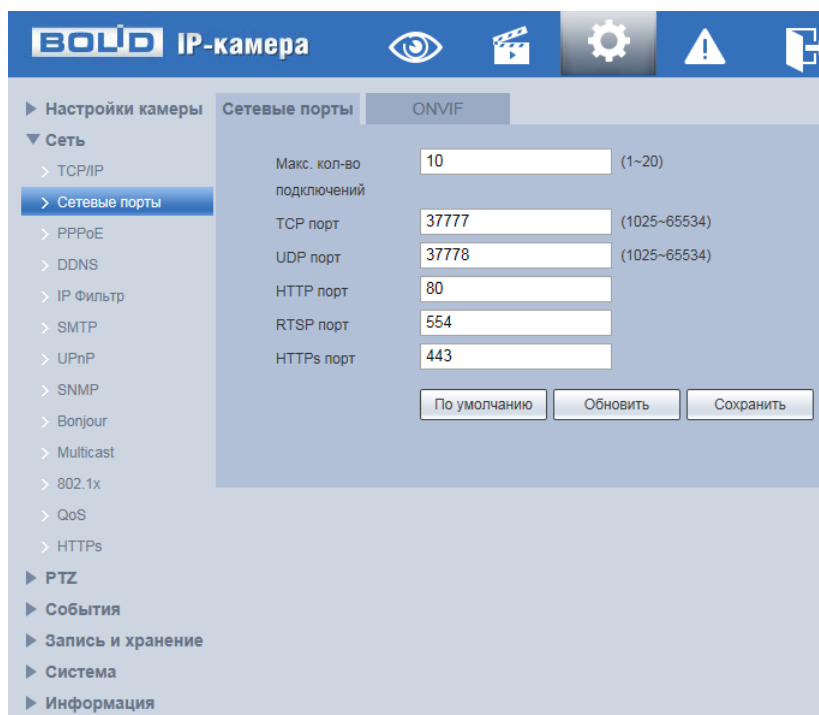 BOLID IP-камера
Настройки камеры
Сеть
TCP/IP
Сетевые порты
PPPoE
DDNS
IP Фильтр
SMTP
UPnP
SNMP
Bonjour
Multicast
802.1x
QoS
HTTPs
PTZ
События
Запись и хранение
Система
Информация
Сетевые порты ONVIF
Макс. кол-во подключений 10 (1~20)
TCP порт 37777 (1025~65534)
UDP порт 37778 (1025~65534)
HTTP порт 80
RTSP порт 554
HTTPs порт 443
По умолчанию Обновить Сохранить